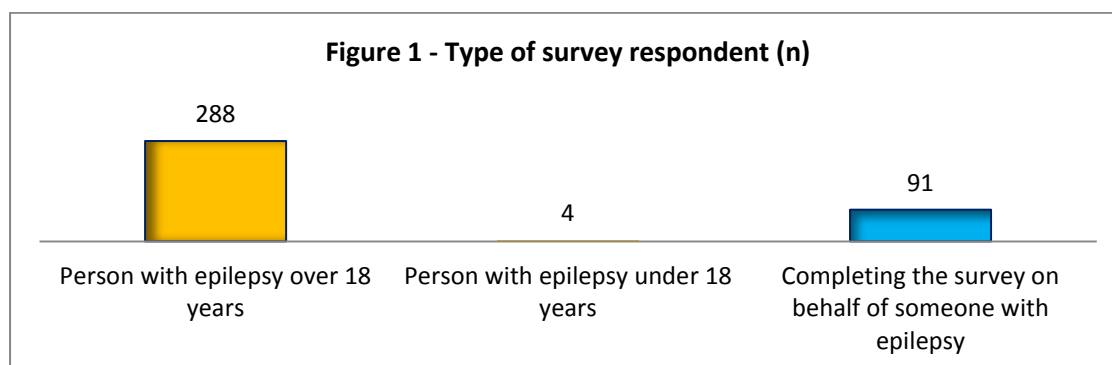 Figure 1 - Type of survey respondent (n)
288
4
91
Person with epilepsy over 18
years
Person with epilepsy under 18
years
Completing the survey on
behalf of someone with
epilepsy